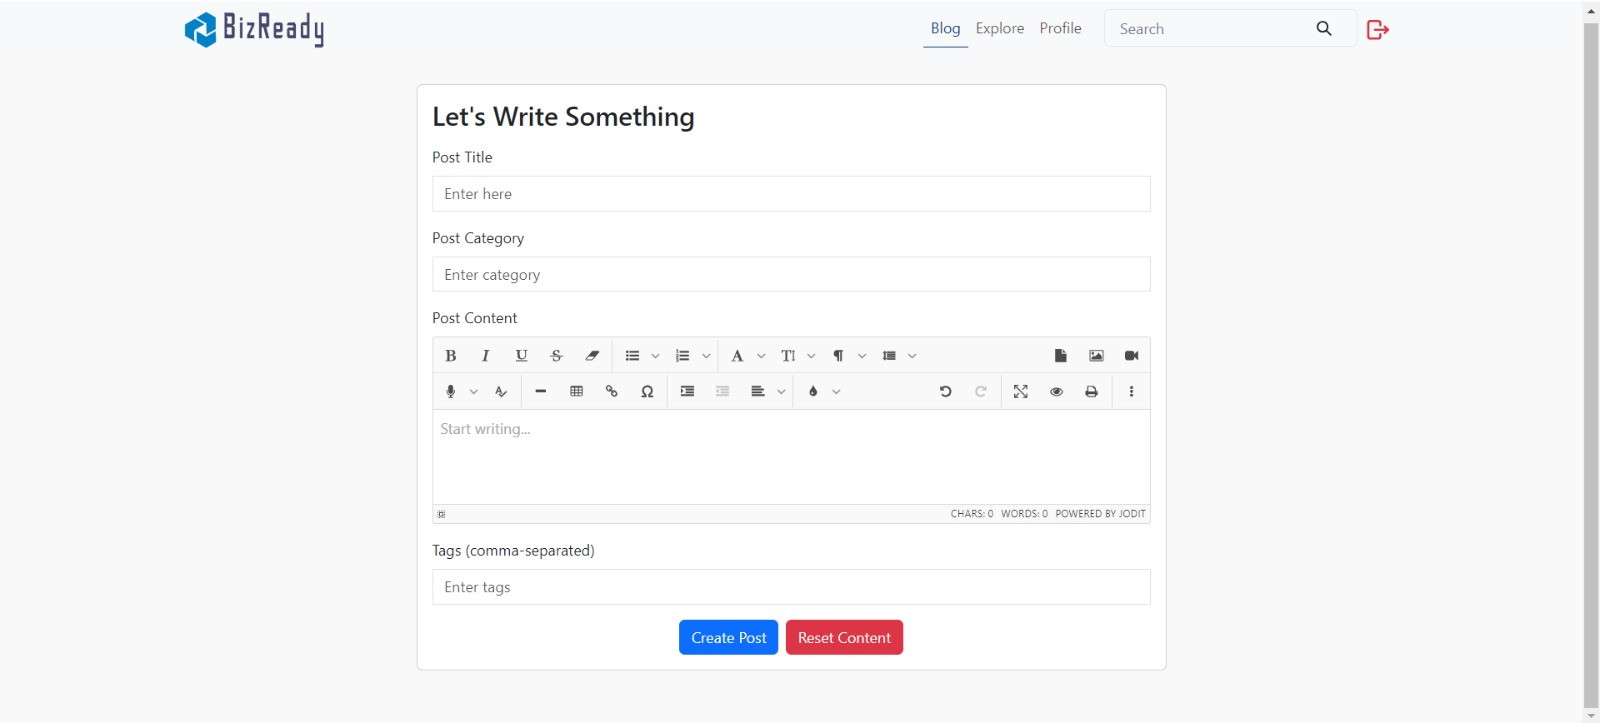 BizReady
Blog Explore Profile Search
Let's Write Something
Post Title
Enter here
Post Category
Enter category
Post Content
Start writing...
CHARS: 0 WORDS: 0 POWERED BY JODIT
Tags (comma-separated)
Enter tags
Create Post Reset Content